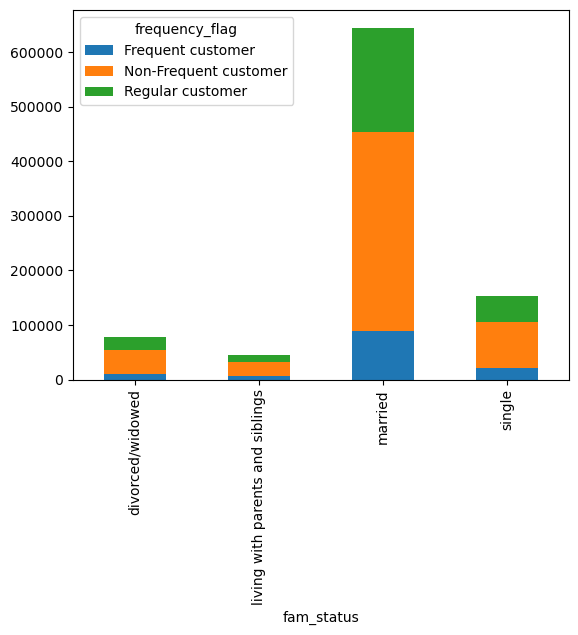 frequency_flag
Frequent customer
Non-Frequent customer
Regular customer
600000
500000
400000
300000
200000
100000
0
divorced/widowed
living with parents and siblings
married
single
fam_status